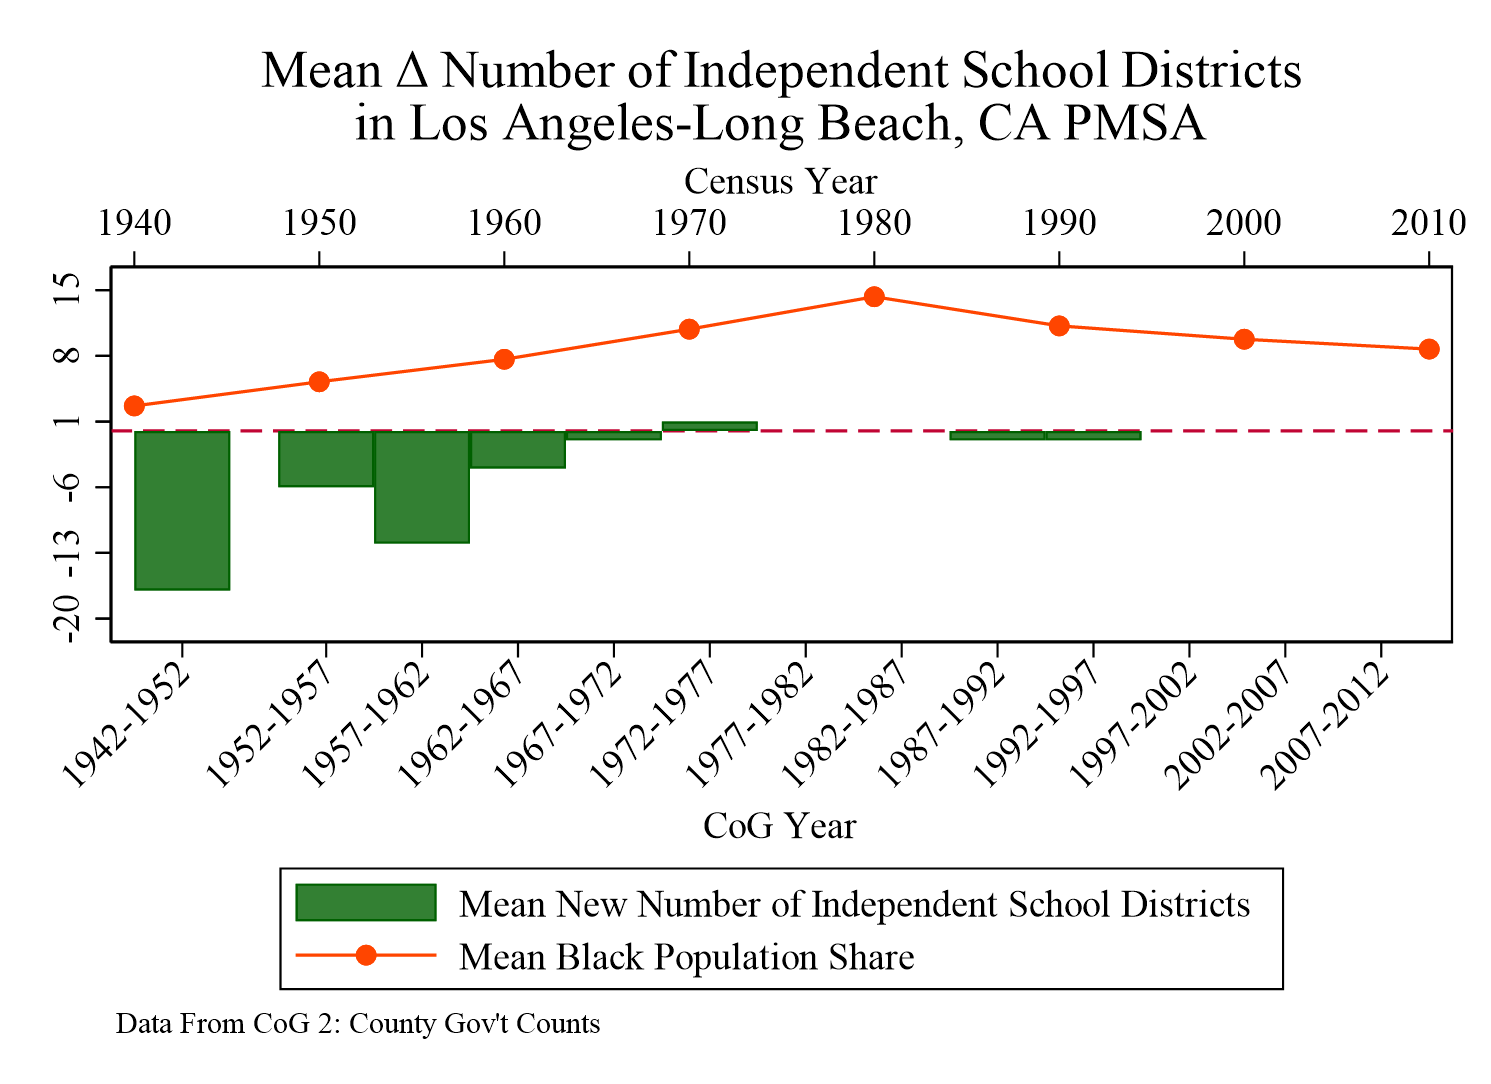 Mean Δ Number of Independent School Districts
in Los Angeles-Long Beach, CA PMSA
Census Year
1940 1950 1960 1970 1980 1990 2000 2010
15
8
1
-6
-13
-20
1942-1952 1952-1957 1957-1962 1962-1967 1967-1972 1972-1977 1977-1982 1982-1987 1987-1992 1992-1997 1997-2002 2002-2007 2007-2012
CoG Year
Mean New Number of Independent School Districts
Mean Black Population Share
Data From CoG 2: County Gov't Counts